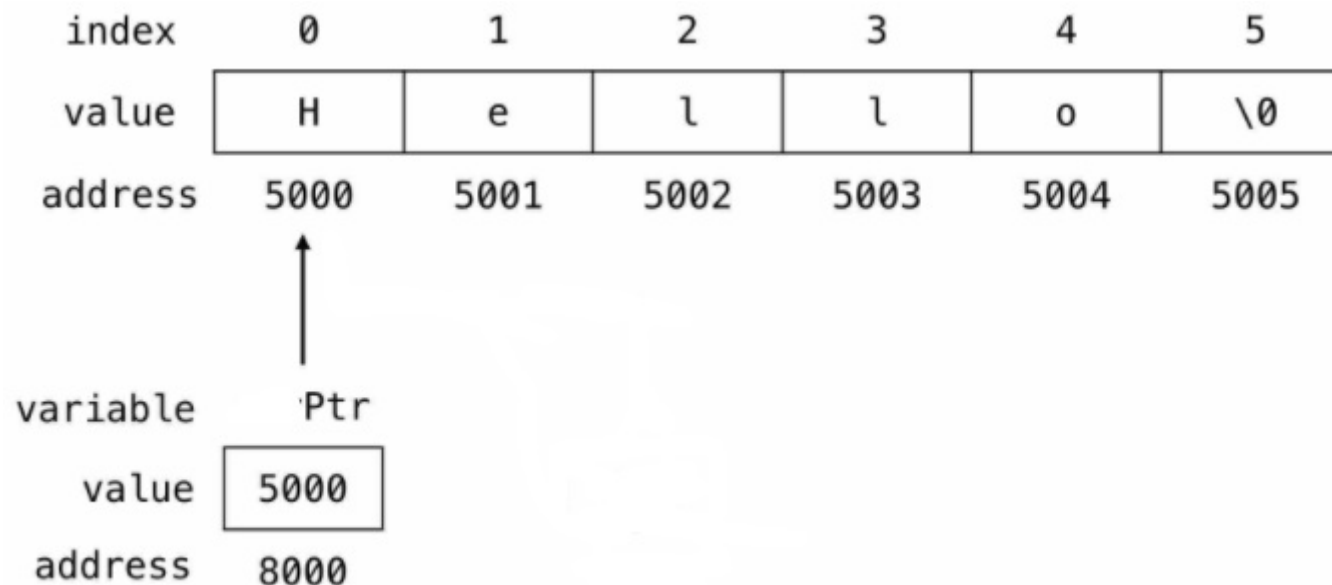 index 0 1 2 3 4 5
value H e l l o \0
address 5000 5001 5002 5003 5004 5005
variable Ptr
value 5000
address 8000